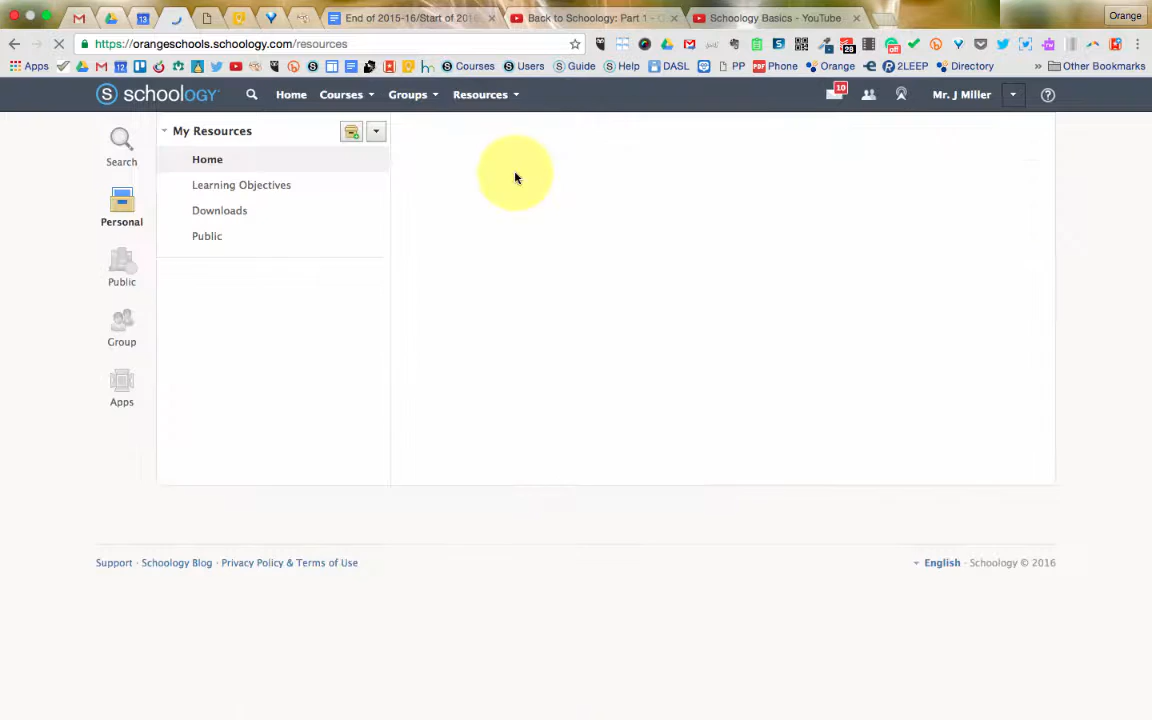 End of 2015-16/Start of 2016
Back to Schoology: Part 1 -
Schoology Basics - YouTube
Orange
https://orangeschools.schoology.com/resources
Apps
Courses
Users
Guide
Help
DASL
PP
Phone
Orange
2LEEP
Directory
» Other Bookmarks
schoology
Home
Courses
Groups
Resources
10
Mr. J Miller
My Resources
Home
Learning Objectives
Downloads
Public
Search
Personal
Public
Group
Apps
Support · Schoology Blog · Privacy Policy & Terms of Use
English · Schoology © 2016